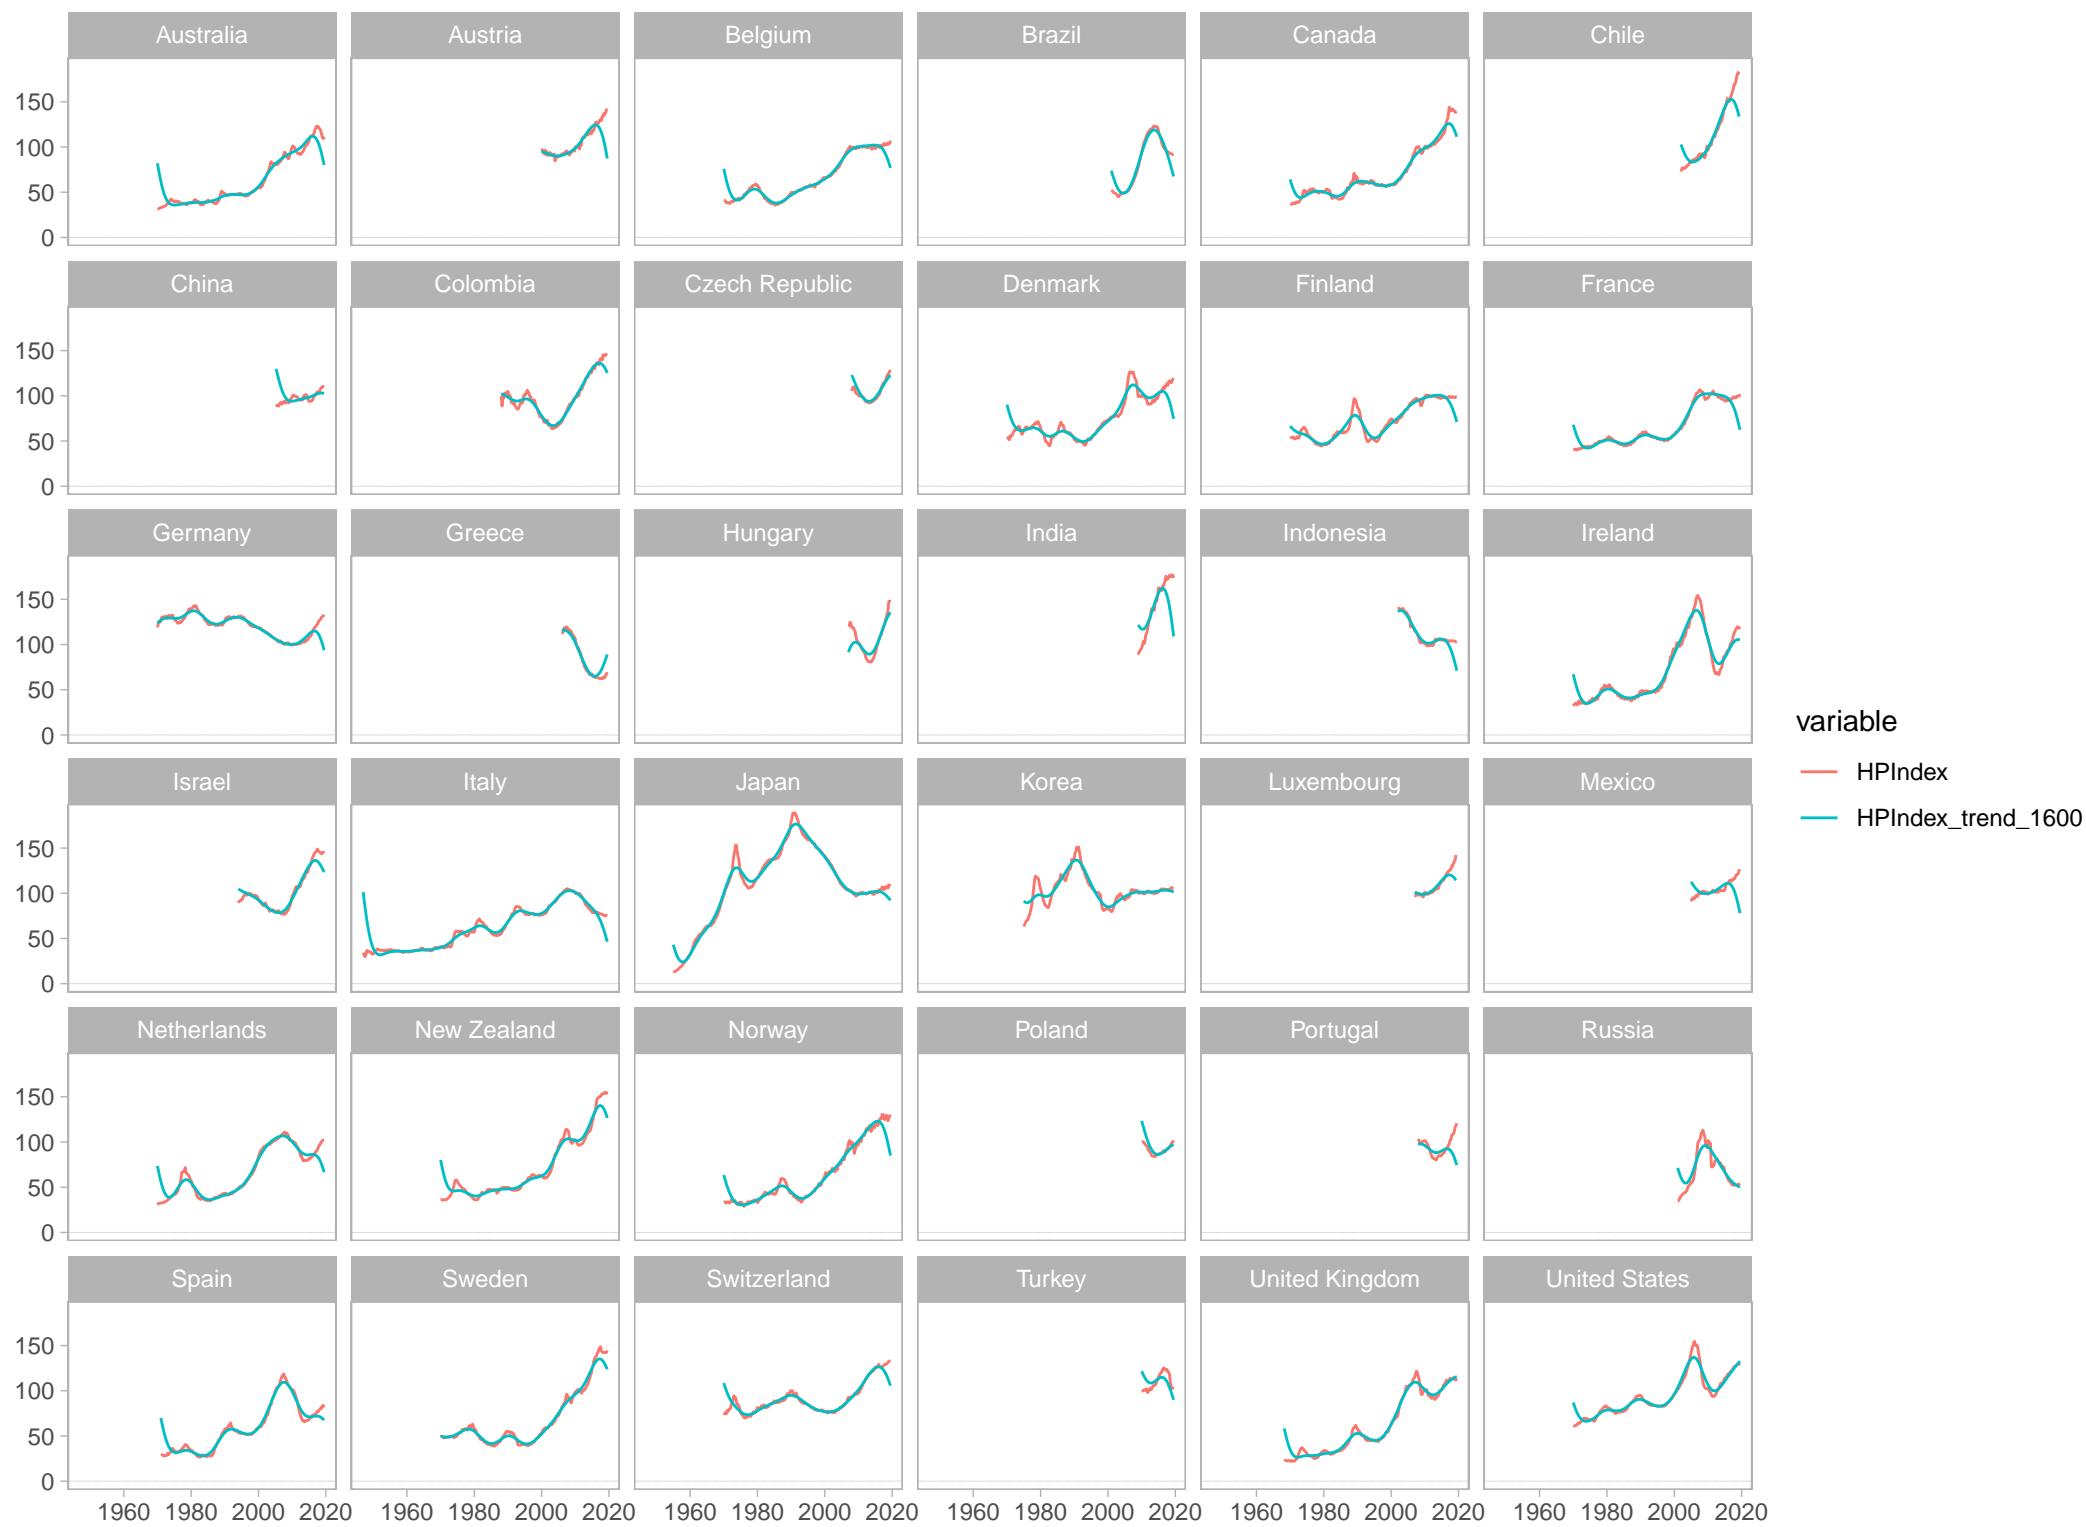 Australia Austria Belgium Brazil Canada Chile
150
100
50
0
China Colombia Czech Republic Denmark Finland France
150
100
50
0
Germany Greece Hungary India Indonesia Ireland
150
100
50
0
variable
HPIndex
HPIndex_trend_1600
Israel Italy Japan Korea Luxembourg Mexico
150
100
50
0
Netherlands New Zealand Norway Poland Portugal Russia
150
100
50
0
Spain Sweden Switzerland Turkey United Kingdom United States
150
100
50
0
1960 1980 2000 2020 1960 1980 2000 2020 1960 1980 2000 2020 1960 1980 2000 2020 1960 1980 2000 2020 1960 1980 2000 2020